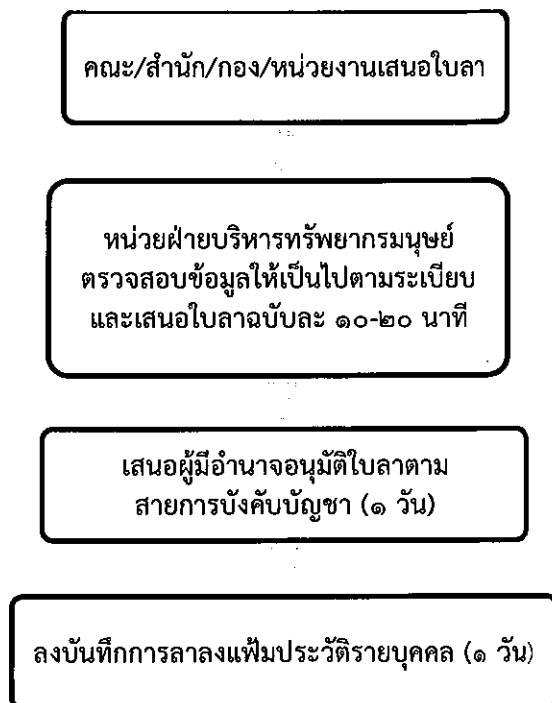 คณะ/สำนัก/กอง/หน่วยงานเสนอใบลา
หน่วยฝ่ายบริหารทรัพยากรมนุษย์
ตรวจสอบข้อมูลให้เป็นไปตามระเบียบ
และเสนอใบลาฉบับละ ๑๐-๒๐ นาที
เสนอผู้มีอำนาจอนุมัติใบลาตาม
สายการบังคับบัญชา (๑ วัน)
ลงบันทึกการลาลงแฟ้มประวัติรายบุคคล (๑ วัน)